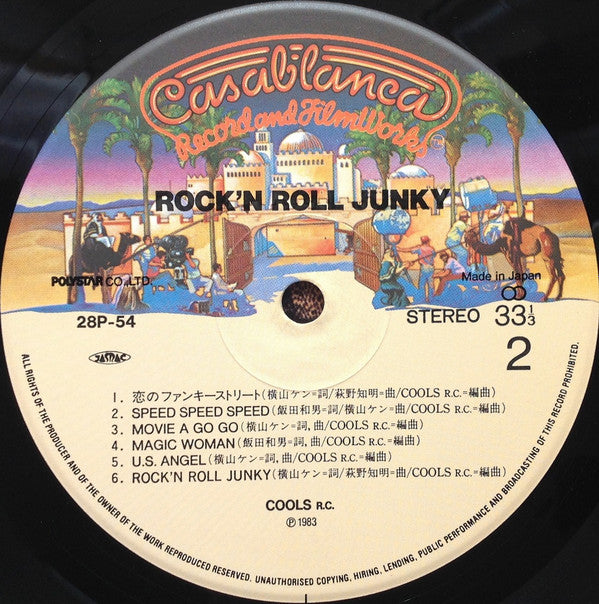 Casablanca
Record and FilmWorks
ROCK'N ROLL JUNKY
POLYSTAR CO., LTD.
Made in Japan
28P-54
STEREO 33 1/3
2
JASRAC
1. 恋のファンキーストリート(横山ケン=詞/萩野知明=曲/COOLS R.C.=編曲)
2. SPEED SPEED SPEED (飯田和男=詞/横山ケン=曲/COOLS R.C.=編曲)
3. MOVIE A GO GO (横山ケン=詞,曲/COOLS R.C.=編曲)
4. MAGIC WOMAN (飯田和男=詞,曲/COOLS R.C.=編曲)
5. U.S. ANGEL (横山ケン=詞,曲/COOLS R.C.=編曲)
6. ROCK'N ROLL JUNKY (横山ケン=詞/萩野知明=曲/COOLS R.C.=編曲)
COOLS R.C.
Ⓟ1983
ALL RIGHTS OF THE PRODUCER AND OF THE OWNER OF THE WORK REPRODUCED RESERVED. UNAUTHORISED COPYING, HIRING, LENDING, PUBLIC PERFORMANCE AND BROADCASTING OF THIS RECORD PROHIBITED.